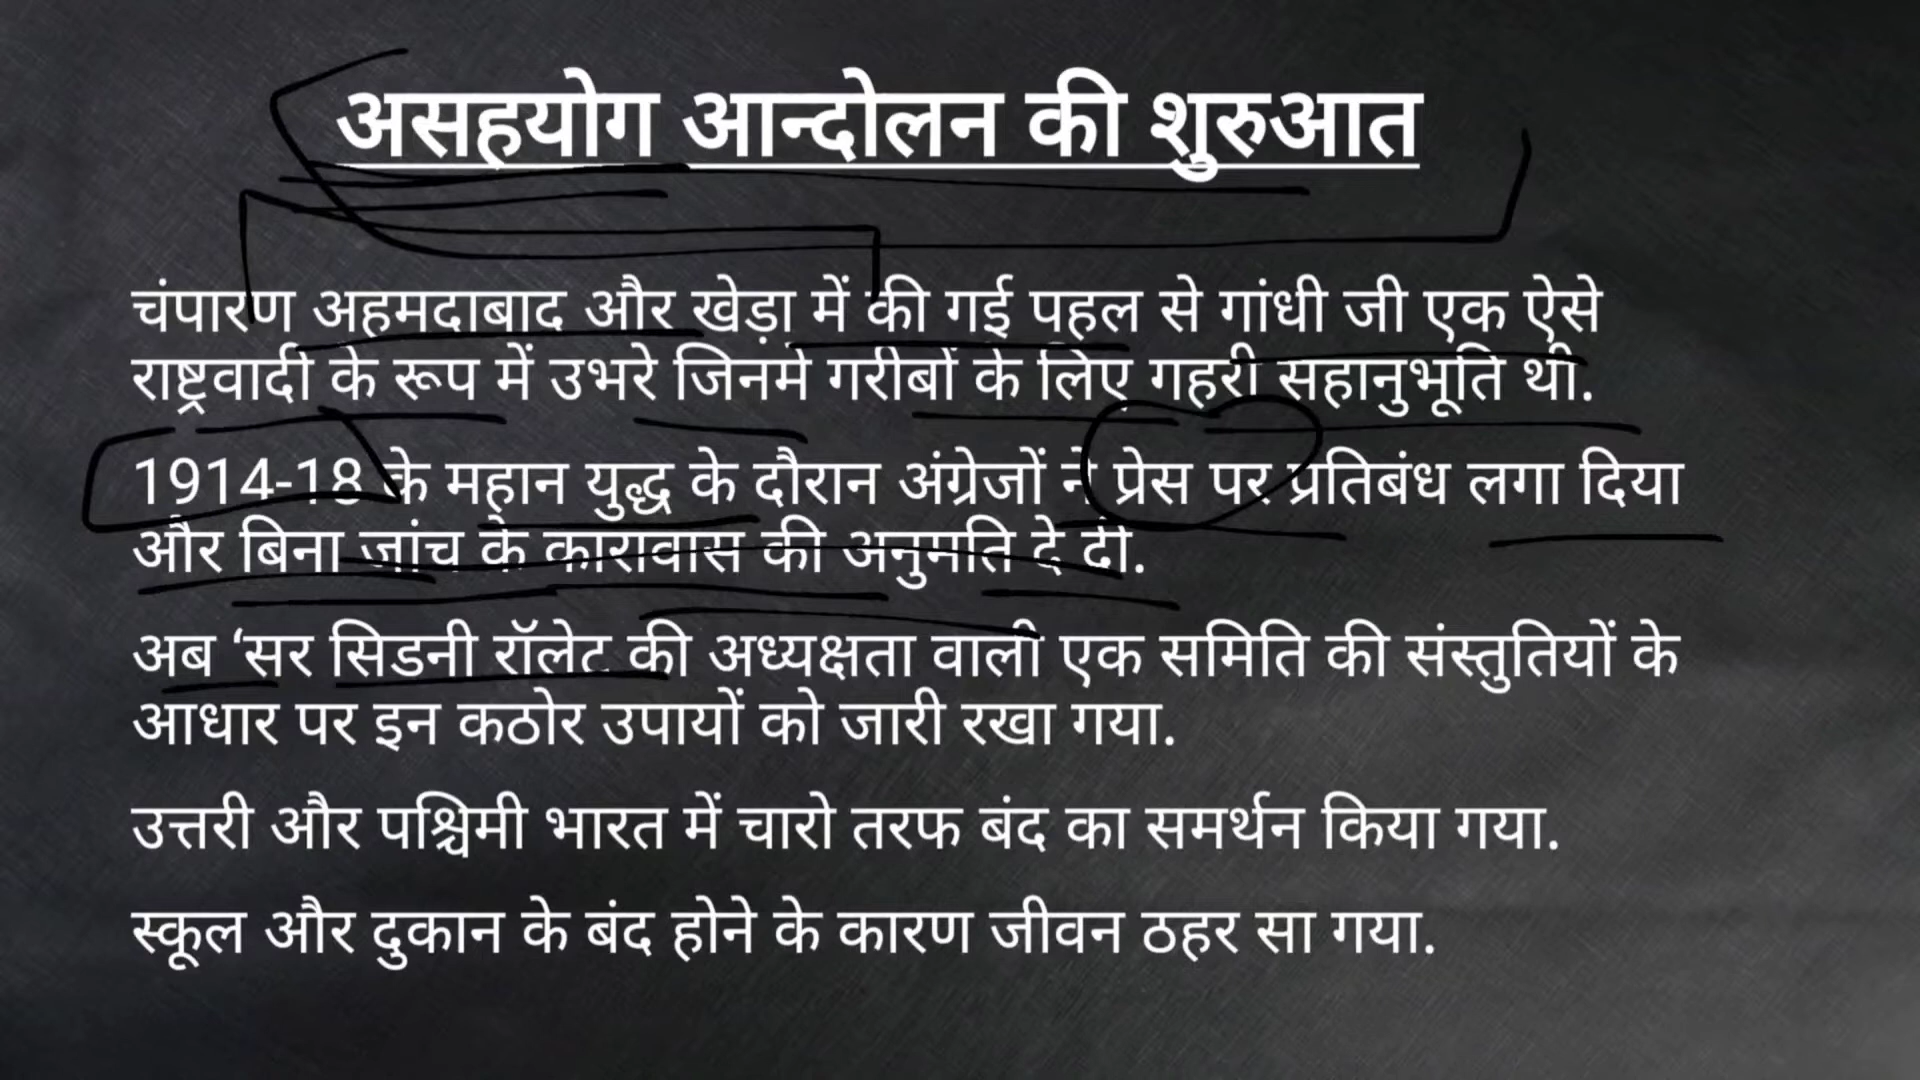 असहयोग आन्दोलन की शुरुआत
चंपारण अहमदाबाद और खेड़ा में की गई पहल से गांधी जी एक ऐसे
राष्ट्रवादी के रूप में उभरे जिनमें गरीबों के लिए गहरी सहानुभूति थी.
1914-18 के महान युद्ध के दौरान अंग्रेजों ने प्रेस पर प्रतिबंध लगा दिया
और बिना जांच के कारावास की अनुमति दे दी.
अब ‘सर सिडनी रॉलेट की अध्यक्षता वाली एक समिति की संस्तुतियों के
आधार पर इन कठोर उपायों को जारी रखा गया.
उत्तरी और पश्चिमी भारत में चारो तरफ बंद का समर्थन किया गया.
स्कूल और दुकान के बंद होने के कारण जीवन ठहर सा गया.